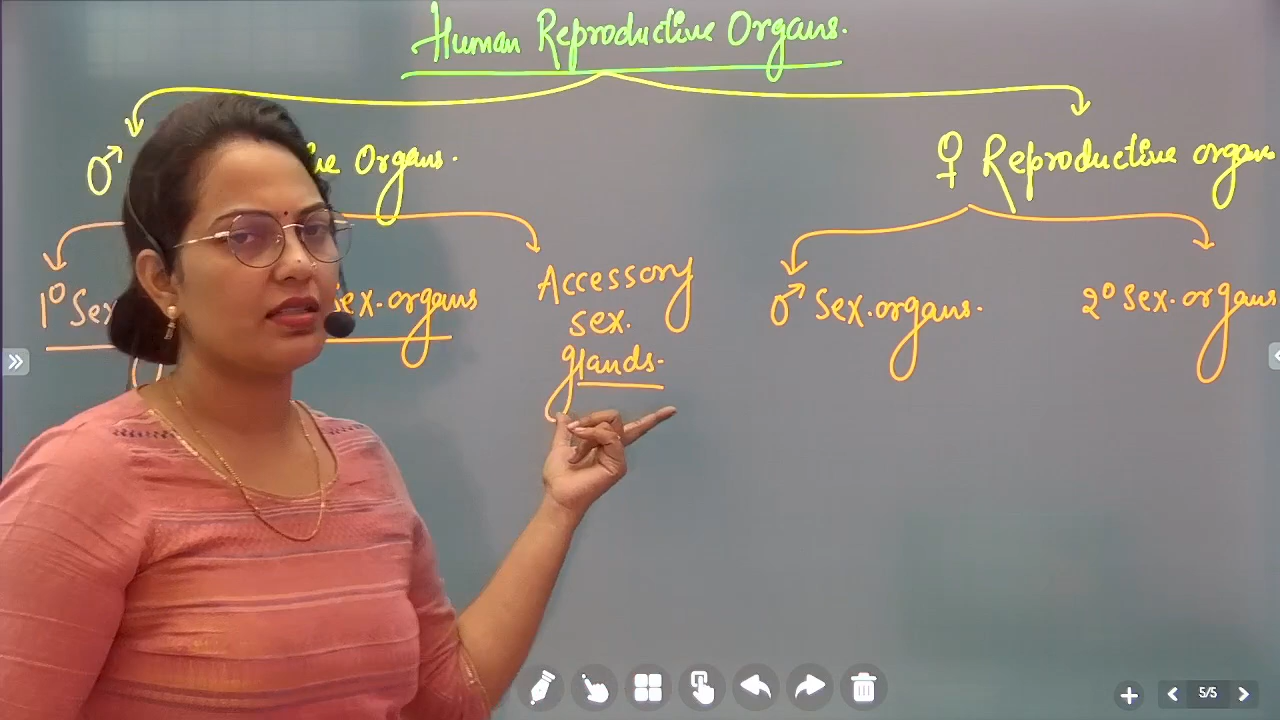 Human Reproductive Organs.
♂ Organs.
♀ Reproductive organs
1° Sex sex.organs
Accessory
sex.
glands.
♂ Sex.organs.
2° Sex.organs
5/5